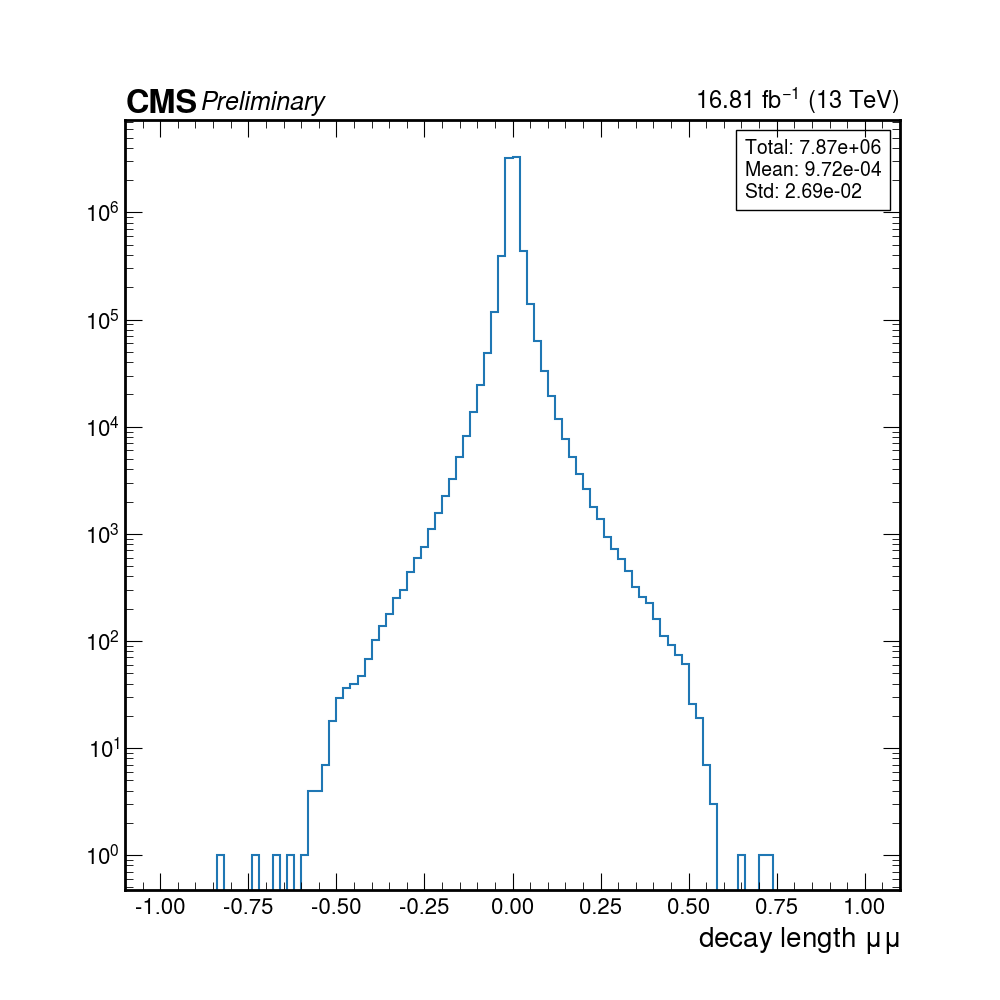 CMS Preliminary
16.81 fb⁻¹ (13 TeV)
Total: 7.87e+06
Mean: 9.72e-04
Std: 2.69e-02
10⁶
10⁵
10⁴
10³
10²
10¹
10⁰
-1.00 -0.75 -0.50 -0.25 0.00 0.25 0.50 0.75 1.00
decay length μμ